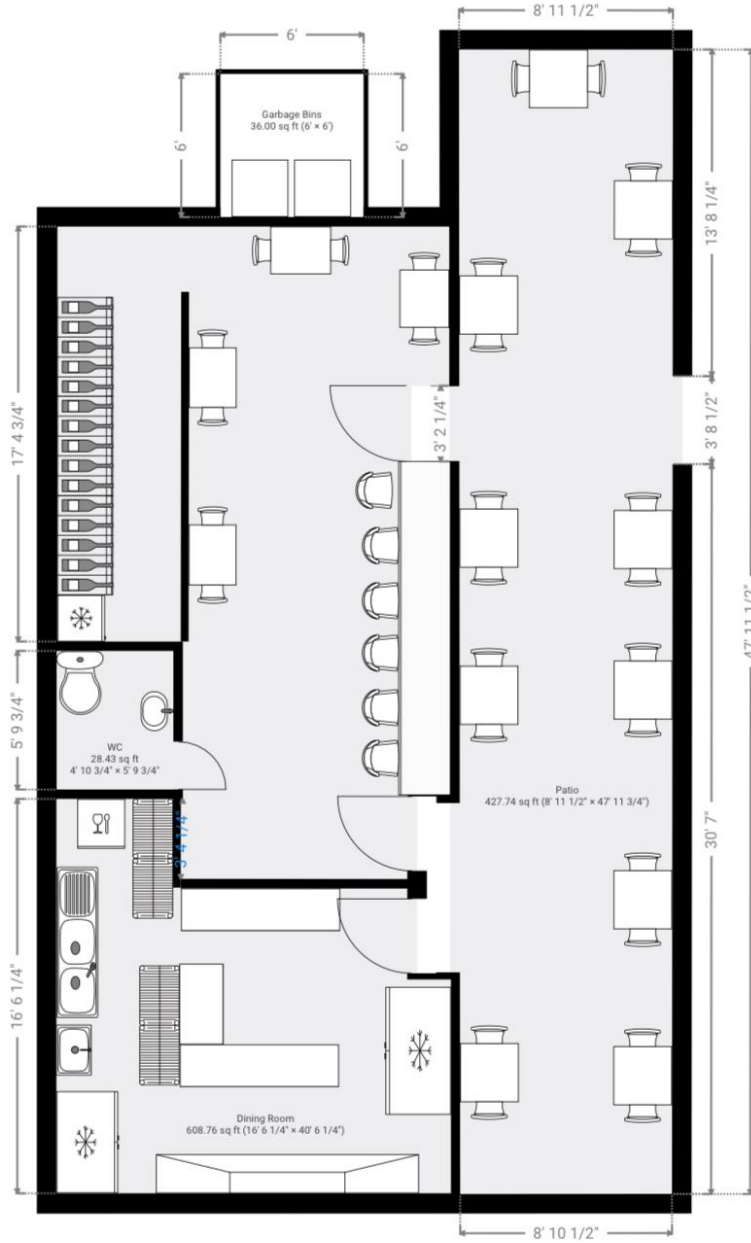 8' 11 1/2"
6'
6'
6'
Garbage Bins
36.00 sq ft (6' × 6')
13' 8 1/4"
17' 4 3/4"
3' 2 1/4"
3' 8 1/2"
47' 11 1/2"
5' 9 3/4"
WC
28.43 sq ft
4' 10 3/4" × 5' 9 3/4"
Patio
427.74 sq ft (8' 11 1/2" × 47' 11 3/4")
3' 4 1/4"
30' 7"
16' 6 1/4"
Dining Room
608.76 sq ft (16' 6 1/4" × 40' 6 1/4")
8' 10 1/2"